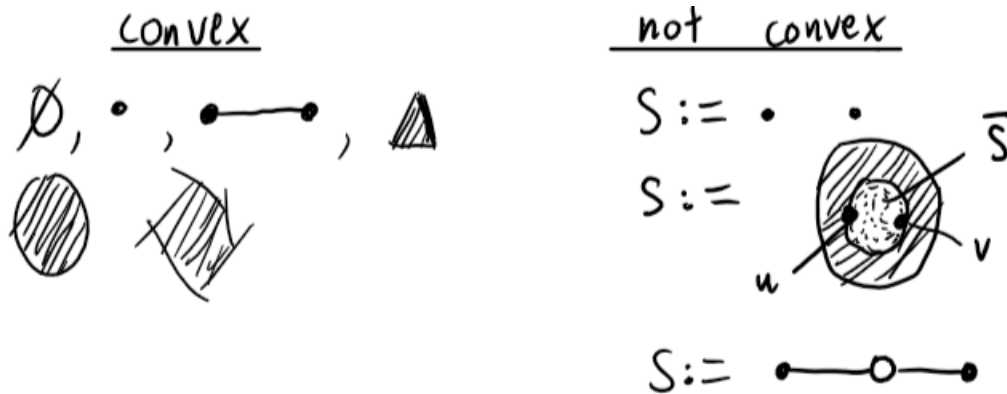 convex
not convex
∅, , ,
S :=
S̅
S :=
u
v
S :=